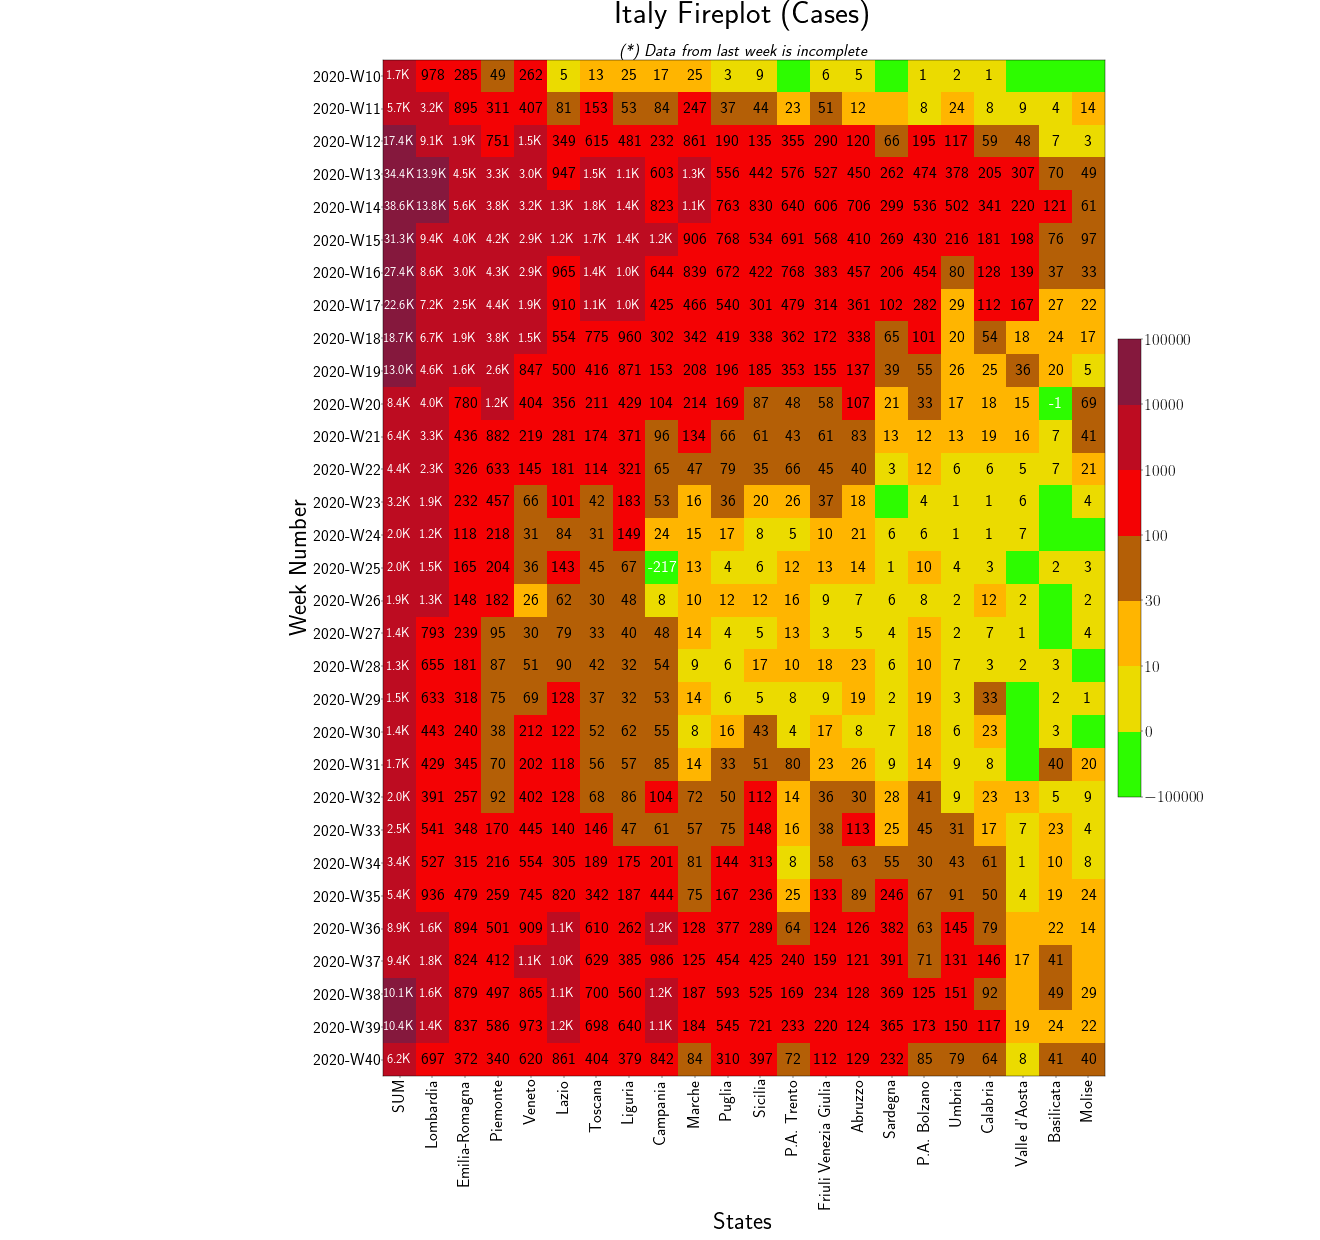 Italy Fireplot (Cases)
(*) Data from last week is incomplete
2020-W10 1.7K 978 285 49 262 5 13 25 17 25 3 9 6 5 1 2 1
2020-W11 5.7K 3.2K 895 311 407 81 153 53 84 247 37 44 23 51 12 8 24 8 9 4 14
2020-W12 17.4K 9.1K 1.9K 751 1.5K 349 615 481 232 861 190 135 355 290 120 66 195 117 59 48 7 3
2020-W13 34.4K 13.9K 4.5K 3.3K 3.0K 947 1.5K 1.1K 603 1.3K 556 442 576 527 450 262 474 378 205 307 70 49
2020-W14 38.6K 13.8K 5.6K 3.8K 3.2K 1.3K 1.8K 1.4K 823 1.1K 763 830 640 606 706 299 536 502 341 220 121 61
2020-W15 31.3K 9.4K 4.0K 4.2K 2.9K 1.2K 1.7K 1.4K 1.2K 906 768 534 691 568 410 269 430 216 181 198 76 97
2020-W16 27.4K 8.6K 3.0K 4.3K 2.9K 965 1.4K 1.0K 644 839 672 422 768 383 457 206 454 80 128 139 37 33
2020-W17 22.6K 7.2K 2.5K 4.4K 1.9K 910 1.1K 1.0K 425 466 540 301 479 314 361 102 282 29 112 167 27 22
2020-W18 18.7K 6.7K 1.9K 3.8K 1.5K 554 775 960 302 342 419 338 362 172 338 65 101 20 54 18 24 17
2020-W19 13.0K 4.6K 1.6K 2.6K 847 500 416 871 153 208 196 185 353 155 137 39 55 26 25 36 20 5
2020-W20 8.4K 4.0K 780 1.2K 404 356 211 429 104 214 169 87 48 58 107 21 33 17 18 15 -1 69
2020-W21 6.4K 3.3K 436 882 219 281 174 371 96 134 66 61 43 61 83 13 12 13 19 16 7 41
2020-W22 4.4K 2.3K 326 633 145 181 114 321 65 47 79 35 66 45 40 3 12 6 6 5 7 21
2020-W23 3.2K 1.9K 232 457 66 101 42 183 53 16 36 20 26 37 18 4 1 1 6 4
2020-W24 2.0K 1.2K 118 218 31 84 31 149 24 15 17 8 5 10 21 6 6 1 1 7
2020-W25 2.0K 1.5K 165 204 36 143 45 67 -217 13 4 6 12 13 14 1 10 4 3 2 3
2020-W26 1.9K 1.3K 148 182 26 62 30 48 8 10 12 12 16 9 7 6 8 2 12 2 2
2020-W27 1.4K 793 239 95 30 79 33 40 48 14 4 5 13 3 5 4 15 2 7 1 4
2020-W28 1.3K 655 181 87 51 90 42 32 54 9 6 17 10 18 23 6 10 7 3 2 3
2020-W29 1.5K 633 318 75 69 128 37 32 53 14 6 5 8 9 19 2 19 3 33 2 1
2020-W30 1.4K 443 240 38 212 122 52 62 55 8 16 43 4 17 8 7 18 6 23 3
2020-W31 1.7K 429 345 70 202 118 56 57 85 14 33 51 80 23 26 9 14 9 8 40 20
2020-W32 2.0K 391 257 92 402 128 68 86 104 72 50 112 14 36 30 28 41 9 23 13 5 9
2020-W33 2.5K 541 348 170 445 140 146 47 61 57 75 148 16 38 113 25 45 31 17 7 23 4
2020-W34 3.4K 527 315 216 554 305 189 175 201 81 144 313 8 58 63 55 30 43 61 1 10 8
2020-W35 5.4K 936 479 259 745 820 342 187 444 75 167 236 25 133 89 246 67 91 50 4 19 24
2020-W36 8.9K 1.6K 894 501 909 1.1K 610 262 1.2K 128 377 289 64 124 126 382 63 145 79 22 14
2020-W37 9.4K 1.8K 824 412 1.1K 1.0K 629 385 986 125 454 425 240 159 121 391 71 131 146 17 41
2020-W38 10.1K 1.6K 879 497 865 1.1K 700 560 1.2K 187 593 525 169 234 128 369 125 151 92 49 29
2020-W39 10.4K 1.4K 837 586 973 1.2K 698 640 1.1K 184 545 721 233 220 124 365 173 150 117 19 24 22
2020-W40 6.2K 697 372 340 620 861 404 379 842 84 310 397 72 112 129 232 85 79 64 8 41 40
SUM
Lombardia
Emilia-Romagna
Piemonte
Veneto
Lazio
Toscana
Liguria
Campania
Marche
Puglia
Sicilia
P.A. Trento
Friuli Venezia Giulia
Abruzzo
Sardegna
P.A. Bolzano
Umbria
Calabria
Valle d'Aosta
Basilicata
Molise
States
Week Number
100000
10000
1000
100
30
10
0
−100000